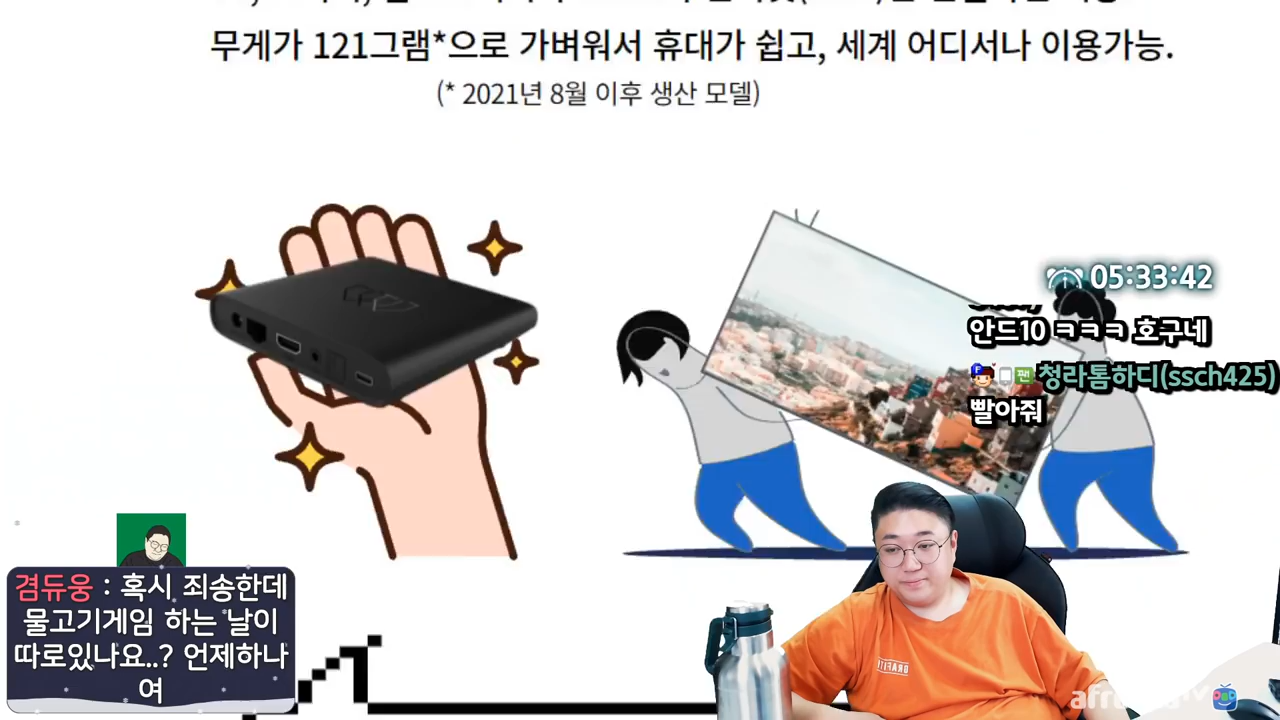 무게가 121그램*으로 가벼워서 휴대가 쉽고, 세계 어디서나 이용가능.
(* 2021년 8월 이후 생산 모델)
05:33:42
안드10 ㅋㅋㅋ 호구네
청라톰하디(ssch425)
빨아줘
겸듀웅 : 혹시 죄송한데
물고기게임 하는 날이
따로있나요..? 언제하나
여